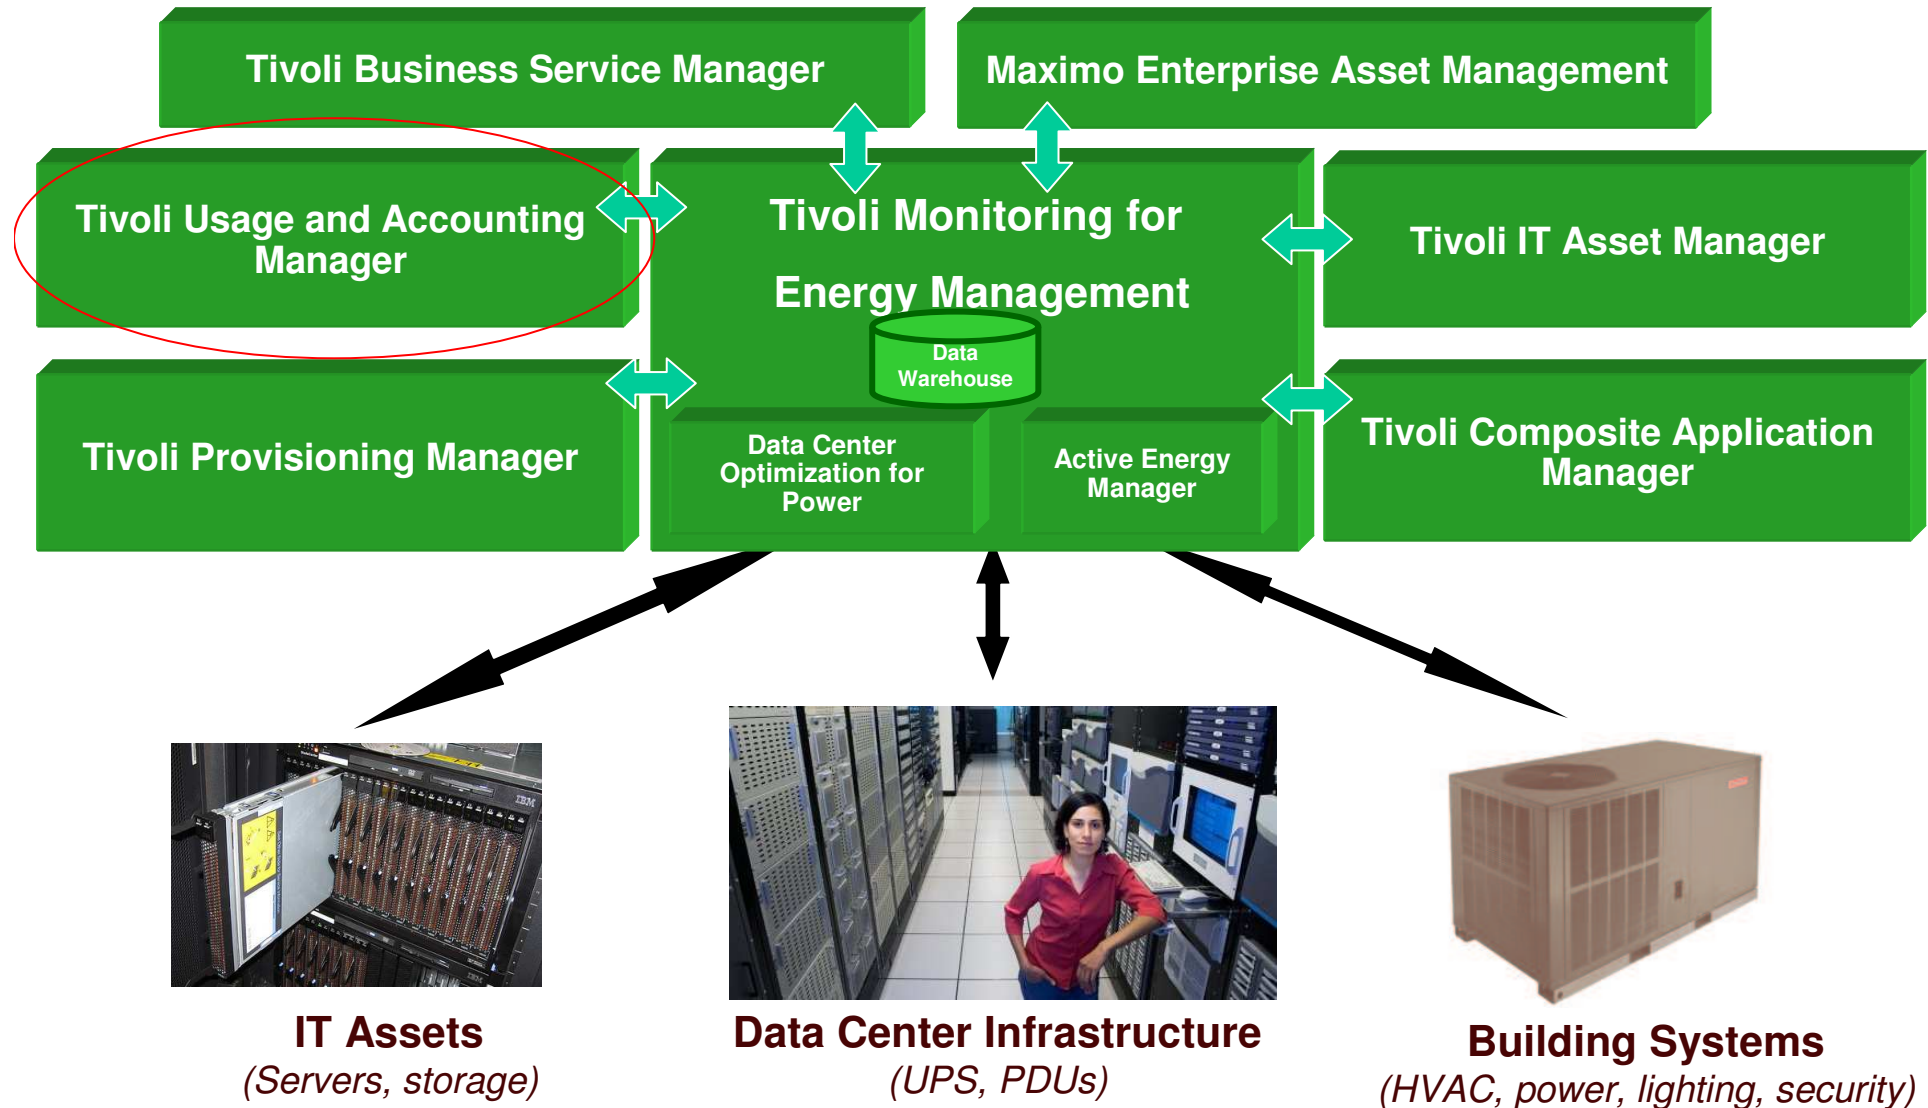 Tivoli Business Service Manager
Maximo Enterprise Asset Management
Tivoli Usage and Accounting
Manager
Tivoli Monitoring for
Energy Management
Tivoli IT Asset Manager
Data
Warehouse
Tivoli Provisioning Manager
Data Center
Optimization for
Power
Active Energy
Manager
Tivoli Composite Application
Manager
IBM
IBM
IT Assets
(Servers, storage)
Data Center Infrastructure
(UPS, PDUs)
Building Systems
(HVAC, power, lighting, security)